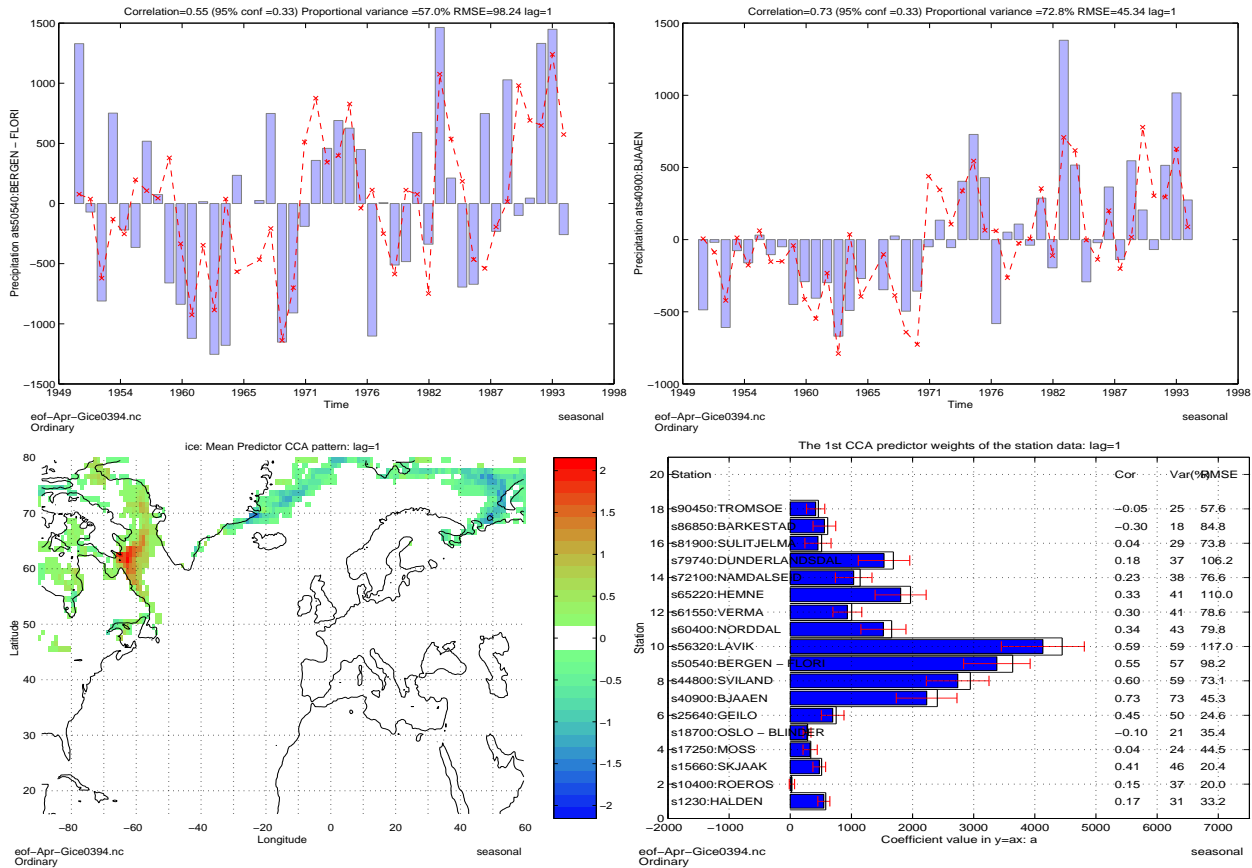 Correlation=0.55 (95% conf =0.33) Proportional variance =57.0% RMSE=98.24 lag=1
Precipitation ats50540:BERGEN − FLORI
1500
1000
500
0
−500
−1000
−1500
1949 1954 1960 1965 1971 1976 1982 1987 1993 1998
Time
eof−Apr−Gice0394.nc
Ordinary
seasonal
Correlation=0.73 (95% conf =0.33) Proportional variance =72.8% RMSE=45.34 lag=1
Precipitation ats40900:BJAAEN
1500
1000
500
0
−500
−1000
1949 1954 1960 1965 1971 1976 1982 1987 1993 1998
Time
eof−Apr−Gice0394.nc
Ordinary
seasonal
ice: Mean Predictor CCA pattern: lag=1
Latitude
80
70
60
50
40
30
20
−80 −60 −40 −20 0 20 40 60
Longitude
2
1.5
1
0.5
0
−0.5
−1
−1.5
−2
eof−Apr−Gice0394.nc
Ordinary
seasonal
The 1st CCA predictor weights of the station data: lag=1
Station
20
18
16
14
12
10
8
6
4
2
0
Station Cor Var(%) RMSE
s90450:TROMSOE −0.05 25 57.6
s86850:BARKESTAD −0.30 18 84.8
s81900:SULITJELMA 0.04 29 73.8
s79740:DUNDERLANDSDAL 0.18 37 106.2
s72100:NAMDALSEID 0.23 38 76.6
s65220:HEMNE 0.33 41 110.0
s61550:VERMA 0.30 41 78.6
s60400:NORDDAL 0.34 43 79.8
s56320:LAVIK 0.59 59 117.0
s50540:BERGEN − FLORI 0.55 57 98.2
s44800:SVILAND 0.60 59 73.1
s40900:BJAAEN 0.73 73 45.3
s25640:GEILO 0.45 50 24.6
s18700:OSLO − BLINDER −0.10 21 35.4
s17250:MOSS 0.04 24 44.5
s15660:SKJAAK 0.41 46 20.4
s10400:ROEROS 0.15 37 20.0
s1230:HALDEN 0.17 31 33.2
−2000 −1000 0 1000 2000 3000 4000 5000 6000 7000
Coefficient value in y=ax: a
eof−Apr−Gice0394.nc
Ordinary
seasonal